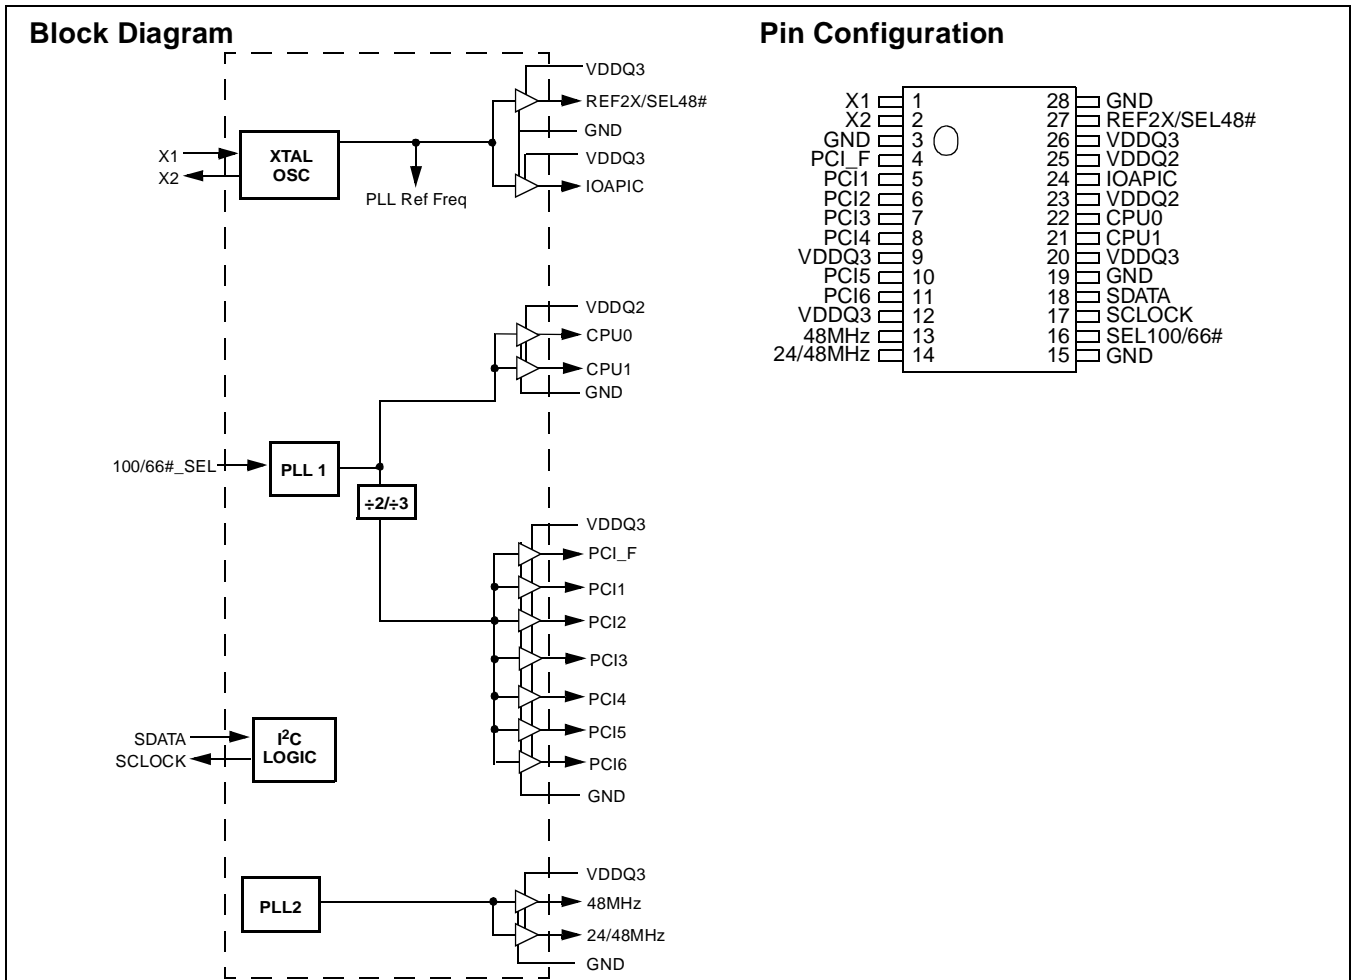 Block Diagram
VDDQ3
REF2X/SEL48#
GND
X1
XTAL
OSC
VDDQ3
X2
IOAPIC
PLL Ref Freq
VDDQ2
CPU0
CPU1
GND
100/66#_SEL
PLL 1
÷2/÷3
VDDQ3
PCI_F
PCI1
PCI2
PCI3
PCI4
PCI5
PCI6
GND
SDATA
SCLOCK
I²C
LOGIC
PLL2
VDDQ3
48MHz
24/48MHz
GND
Pin Configuration
X1 1 28 GND
X2 2 27 REF2X/SEL48#
GND 3 26 VDDQ3
PCI_F 4 25 VDDQ2
PCI1 5 24 IOAPIC
PCI2 6 23 VDDQ2
PCI3 7 22 CPU0
PCI4 8 21 CPU1
VDDQ3 9 20 VDDQ3
PCI5 10 19 GND
PCI6 11 18 SDATA
VDDQ3 12 17 SCLOCK
48MHz 13 16 SEL100/66#
24/48MHz 14 15 GND